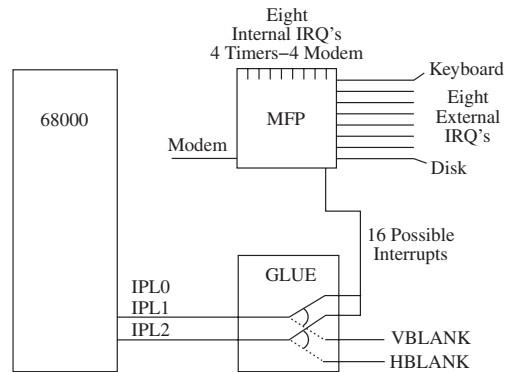 Eight
Internal IRQ's
4 Timers–4 Modem
Keyboard
68000
MFP
Eight
External
IRQ's
Modem
Disk
16 Possible
Interrupts
GLUE
IPL0
IPL1
IPL2
VBLANK
HBLANK